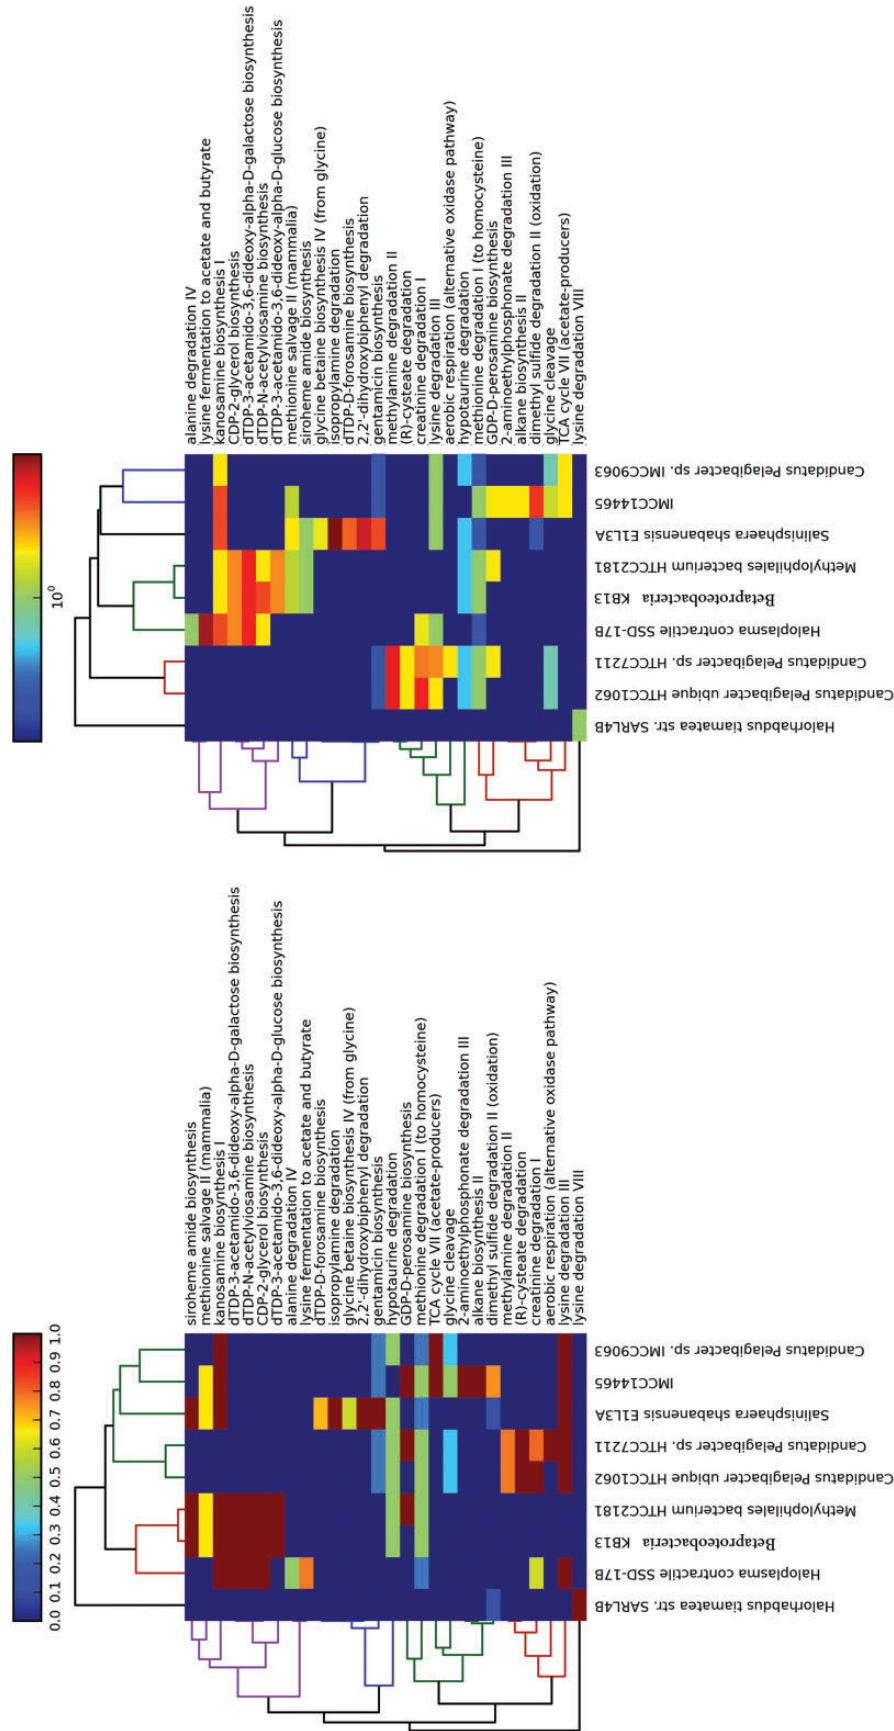 10⁰
alanine degradation IV
lysine fermentation to acetate and butyrate
kanosamine biosynthesis I
CDP-2-glycerol biosynthesis
dTDP-3-acetamido-3,6-dideoxy-alpha-D-galactose biosynthesis
dTDP-N-acetylviosamine biosynthesis
dTDP-3-acetamido-3,6-dideoxy-alpha-D-glucose biosynthesis
methionine salvage II (mammalia)
siroheme amide biosynthesis
glycine betaine biosynthesis IV (from glycine)
isopropylamine degradation
dTDP-D-forosamine biosynthesis
2,2'-dihydroxybiphenyl degradation
gentamicin biosynthesis
methylamine degradation II
(R)-cysteate degradation
creatinine degradation I
lysine degradation III
aerobic respiration (alternative oxidase pathway)
hypotaurine degradation
methionine degradation I (to homocysteine)
GDP-D-perosamine biosynthesis
2-aminoethylphosphonate degradation III
alkane biosynthesis II
dimethyl sulfide degradation II (oxidation)
glycine cleavage
TCA cycle VII (acetate-producers)
lysine degradation VIII
Candidatus Pelagibacter sp. IMCC9063
IMCC14465
Salinisphaera shabanensis E1L3A
Methylophilales bacterium HTCC2181
Betaproteobacteria KB13
Haloplasma contractile SSD-17B
Candidatus Pelagibacter sp. HTCC7211
Candidatus Pelagibacter ubique HTCC1062
Halorhabdus tiamatea str. SARL4B
0.0 0.1 0.2 0.3 0.4 0.5 0.6 0.7 0.8 0.9 1.0
siroheme amide biosynthesis
methionine salvage II (mammalia)
kanosamine biosynthesis I
dTDP-3-acetamido-3,6-dideoxy-alpha-D-galactose biosynthesis
dTDP-N-acetylviosamine biosynthesis
CDP-2-glycerol biosynthesis
dTDP-3-acetamido-3,6-dideoxy-alpha-D-glucose biosynthesis
alanine degradation IV
lysine fermentation to acetate and butyrate
dTDP-D-forosamine biosynthesis
isopropylamine degradation
glycine betaine biosynthesis IV (from glycine)
2,2'-dihydroxybiphenyl degradation
gentamicin biosynthesis
hypotaurine degradation
GDP-D-perosamine biosynthesis
methionine degradation I (to homocysteine)
TCA cycle VII (acetate-producers)
glycine cleavage
2-aminoethylphosphonate degradation III
alkane biosynthesis II
dimethyl sulfide degradation II (oxidation)
methylamine degradation II
(R)-cysteate degradation
creatinine degradation I
aerobic respiration (alternative oxidase pathway)
lysine degradation III
lysine degradation VIII
Candidatus Pelagibacter sp. IMCC9063
IMCC14465
Salinisphaera shabanensis E1L3A
Candidatus Pelagibacter sp. HTCC7211
Candidatus Pelagibacter ubique HTCC1062
Methylophilales bacterium HTCC2181
Betaproteobacteria KB13
Haloplasma contractile SSD-17B
Halorhabdus tiamatea str. SARL4B